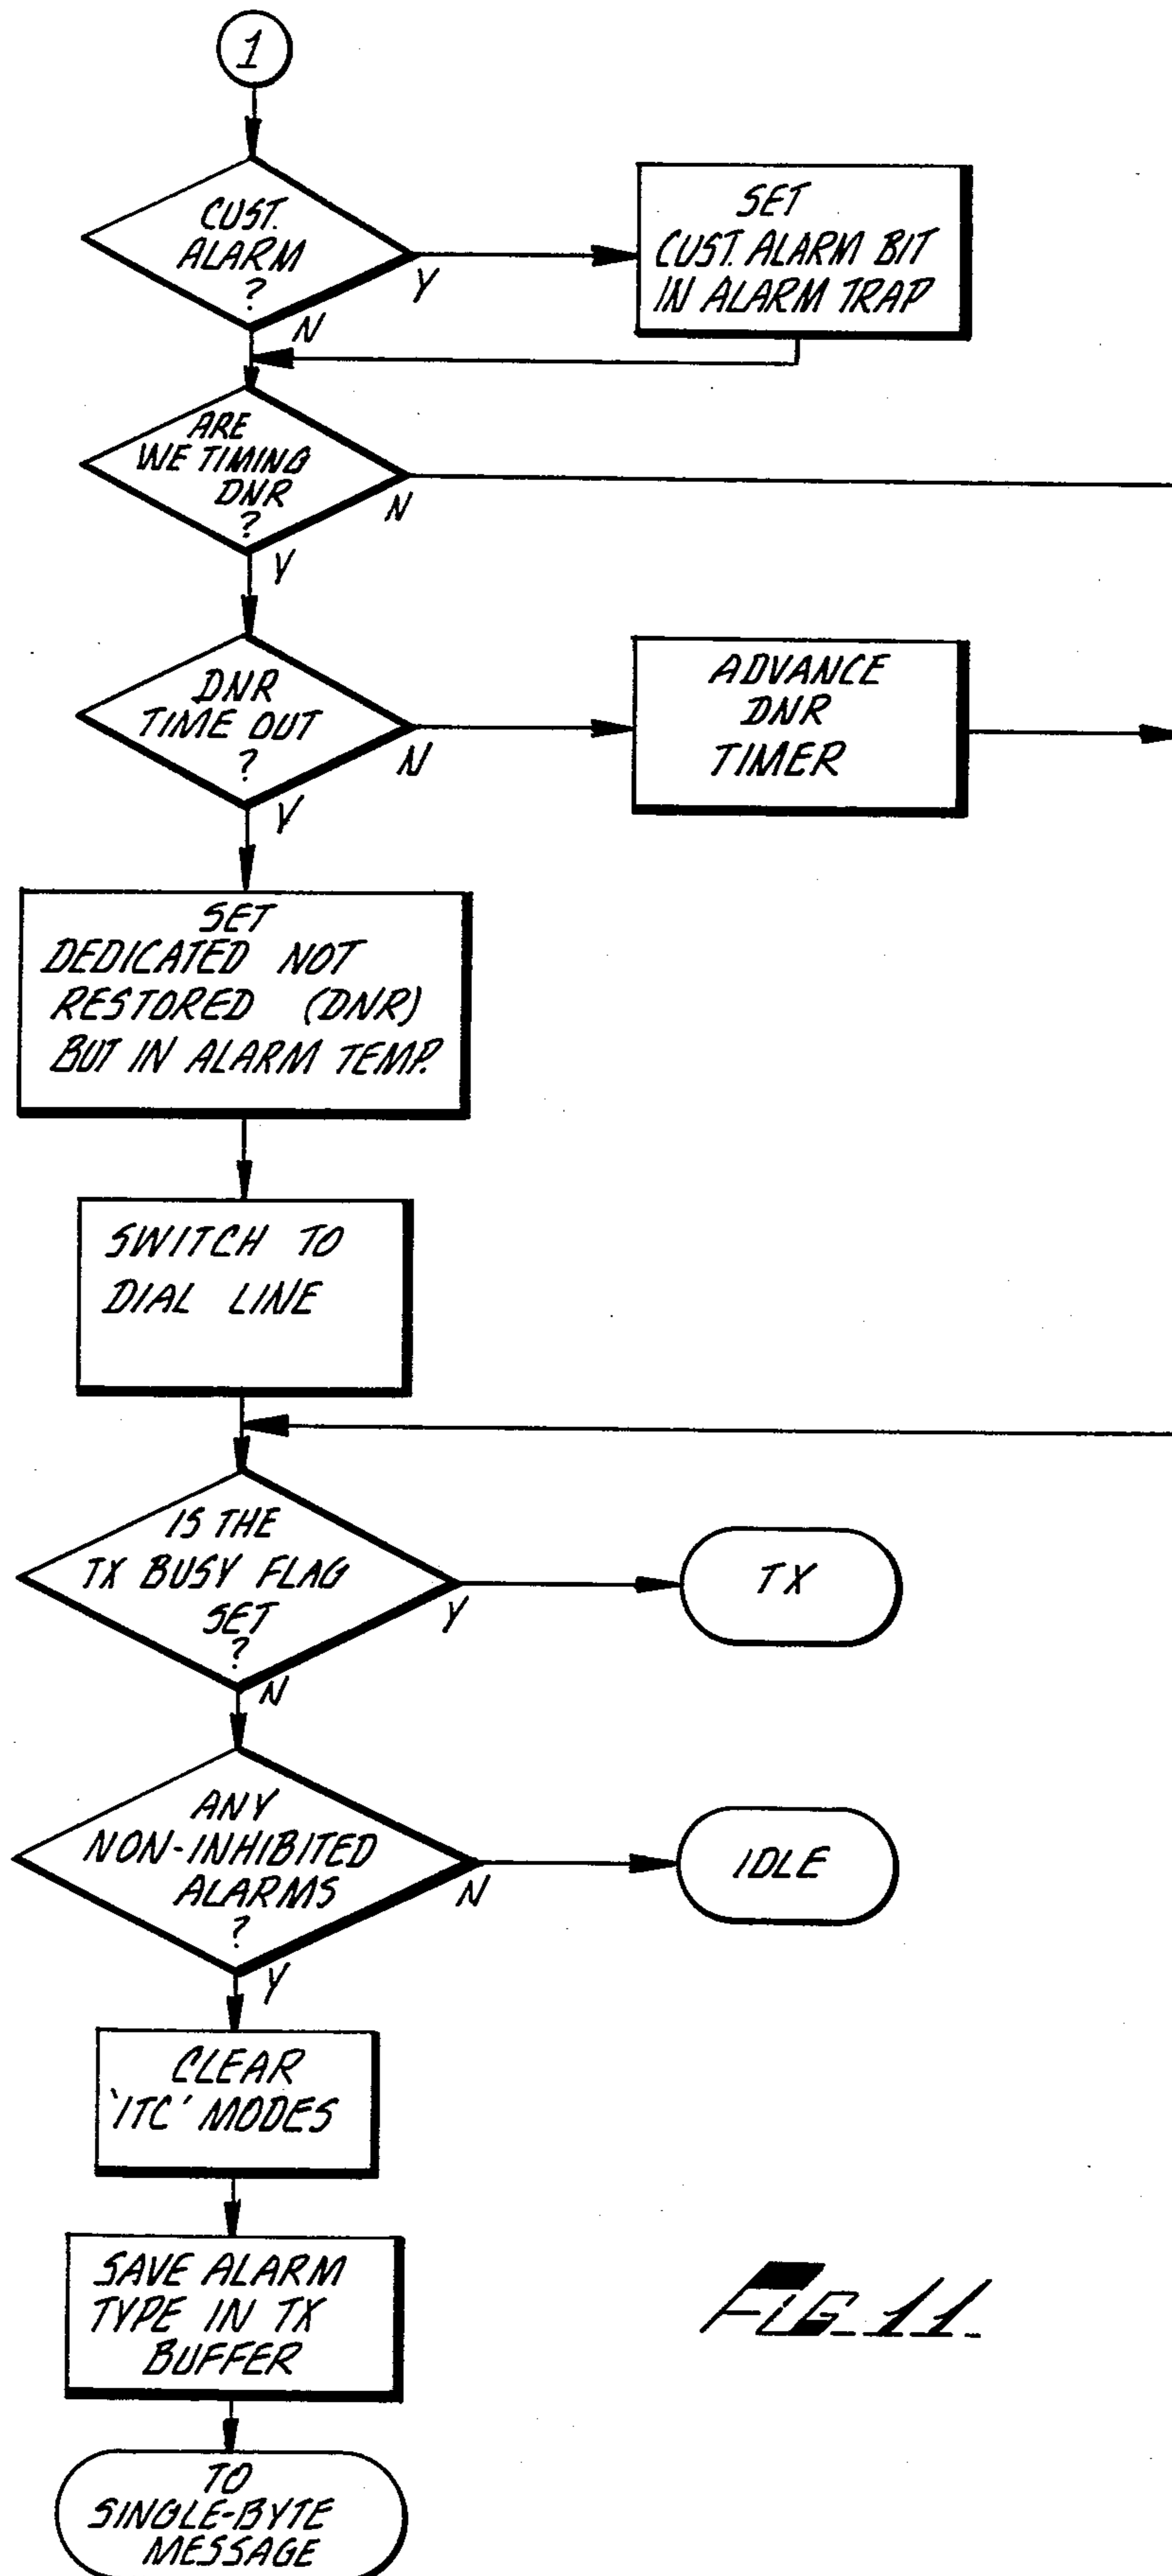 1
CUST.
ALARM
?
Y
N
SET
CUST. ALARM BIT
IN ALARM TRAP
ARE
WE TIMING
DNR
?
N
Y
DNR
TIME OUT
?
N
Y
ADVANCE
DNR
TIMER
SET
DEDICATED NOT
RESTORED (DNR)
BUT IN ALARM TEMP.
SWITCH TO
DIAL LINE
IS THE
TX BUSY FLAG
SET
?
Y
N
TX
ANY
NON-INHIBITED
ALARMS
?
N
Y
IDLE
CLEAR
'ITC' MODES
SAVE ALARM
TYPE IN TX
BUFFER
TO
SINGLE-BYTE
MESSAGE
FIG. 11.